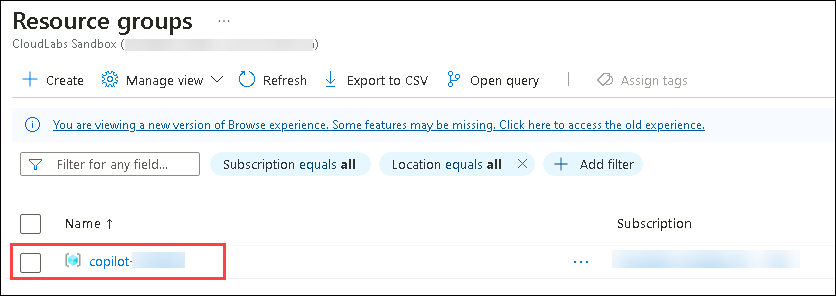 Resource groups ...
CloudLabs Sandbox ( )
Create Manage view Refresh Export to CSV Open query Assign tags
You are viewing a new version of Browse experience. Some features may be missing. Click here to access the old experience.
Filter for any field... Subscription equals all Location equals all Add filter
Name ↑ Subscription
copilot- ...